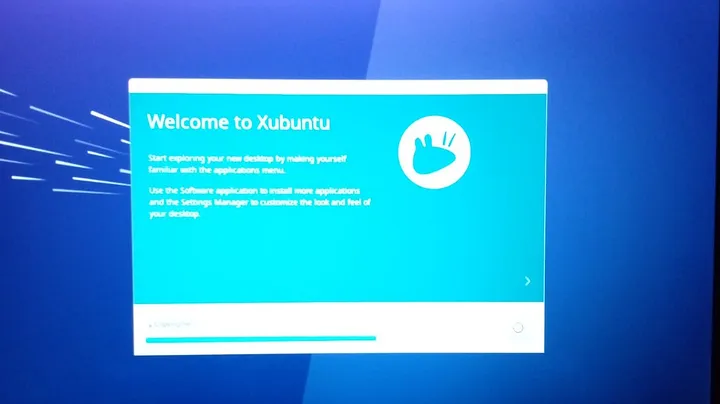 Welcome to Xubuntu
Start exploring your new desktop by making yourself
familiar with the applications menu.
Use the Software application to install more applications
and the Settings Manager to customize the look and feel of
your desktop.